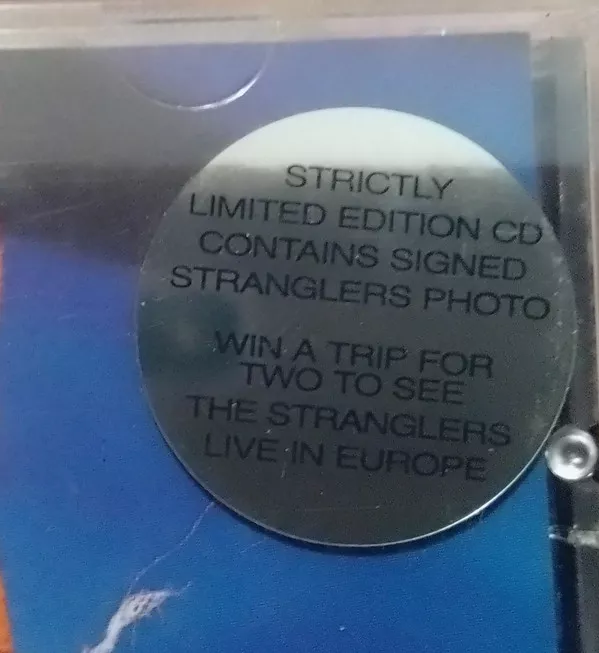 STRICTLY
LIMITED EDITION CD
CONTAINS SIGNED
STRANGLERS PHOTO
WIN A TRIP FOR
TWO TO SEE
THE STRANGLERS
LIVE IN EUROPE